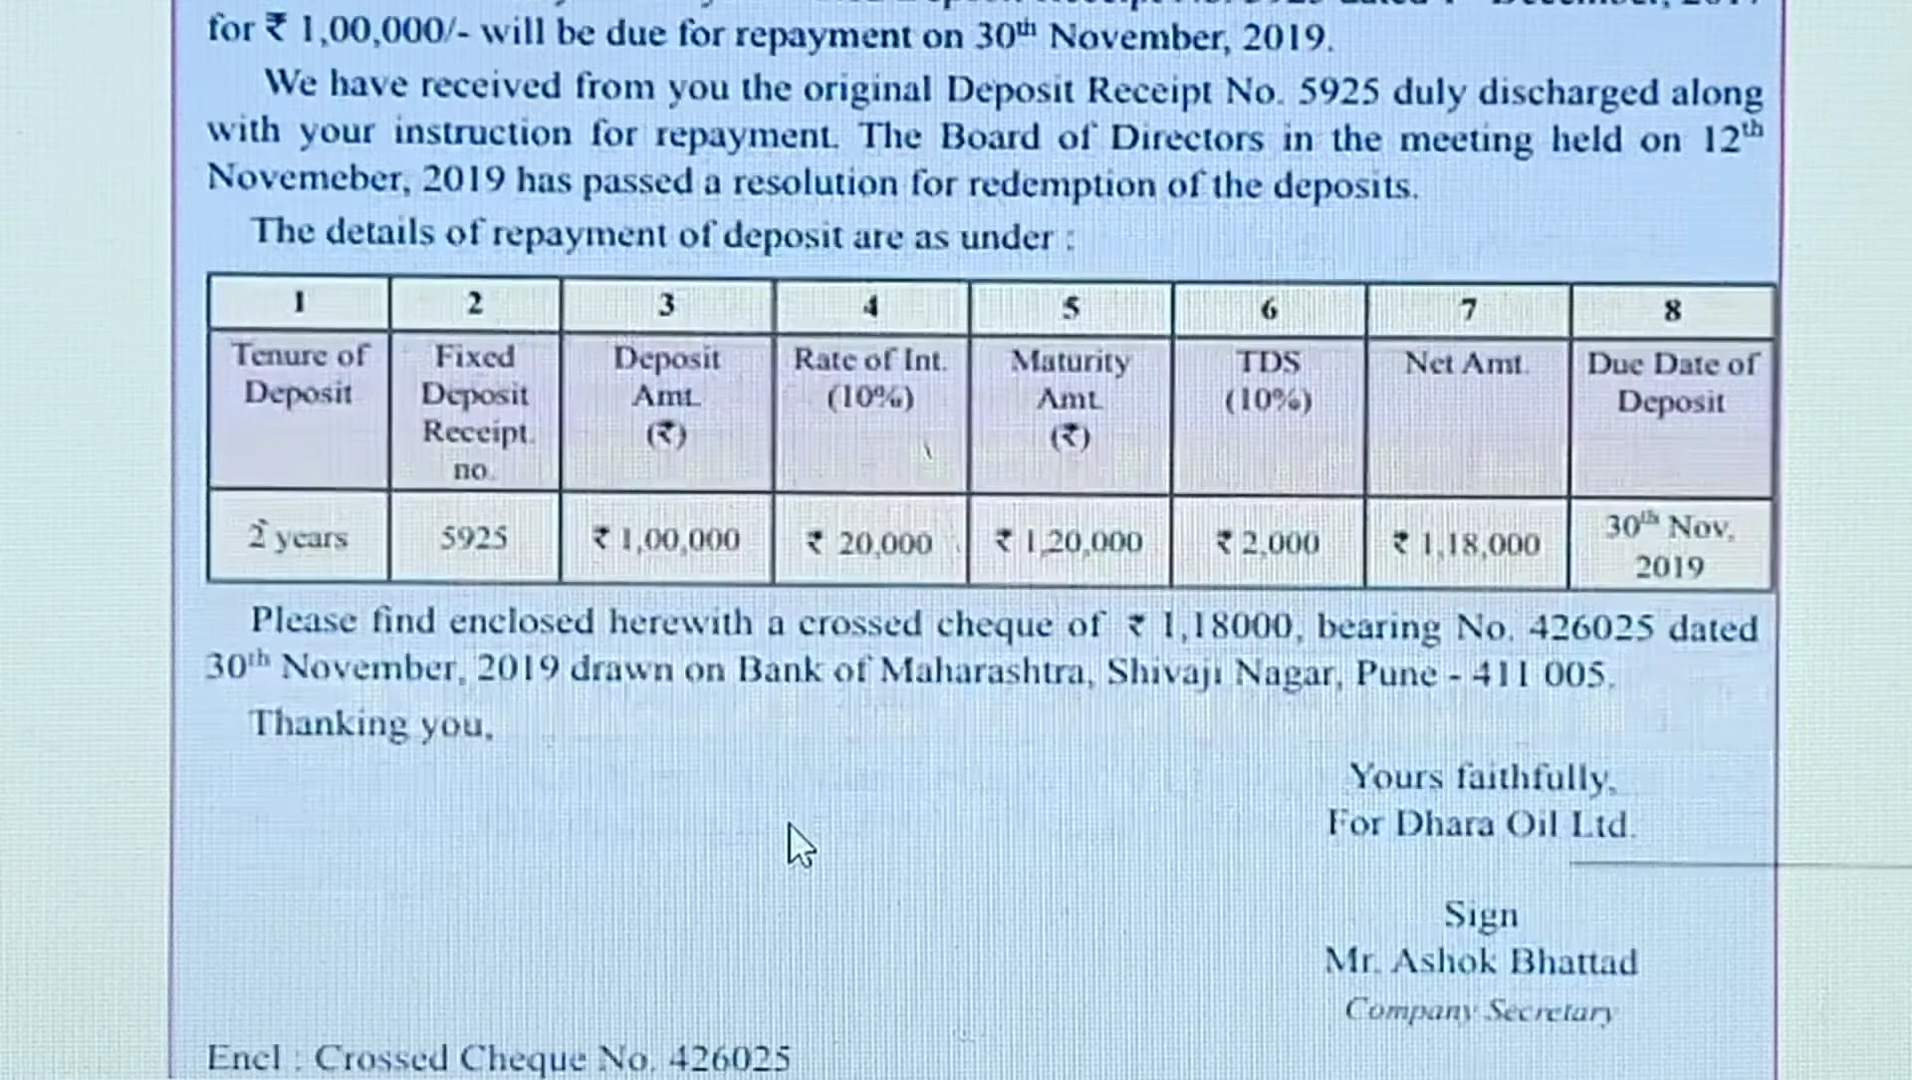 for ₹ 1,00,000/- will be due for repayment on 30th November, 2019.
We have received from you the original Deposit Receipt No. 5925 duly discharged along
with your instruction for repayment. The Board of Directors in the meeting held on 12th
Novemeber, 2019 has passed a resolution for redemption of the deposits.
The details of repayment of deposit are as under :
1 2 3 4 5 6 7 8
Tenure of Deposit Fixed Deposit Receipt. no. Deposit Amt. (₹) Rate of Int. (10%) Maturity Amt. (₹) TDS (10%) Net Amt. Due Date of Deposit
2 years 5925 ₹ 1,00,000 ₹ 20,000 ₹ 1,20,000 ₹ 2,000 ₹ 1,18,000 30th Nov, 2019
Please find enclosed herewith a crossed cheque of ₹ 1,18000, bearing No. 426025 dated
30th November, 2019 drawn on Bank of Maharashtra, Shivaji Nagar, Pune - 411 005.
Thanking you,
Yours faithfully,
For Dhara Oil Ltd.
Sign
Mr. Ashok Bhattad
Company Secretary
Encl : Crossed Cheque No. 426025